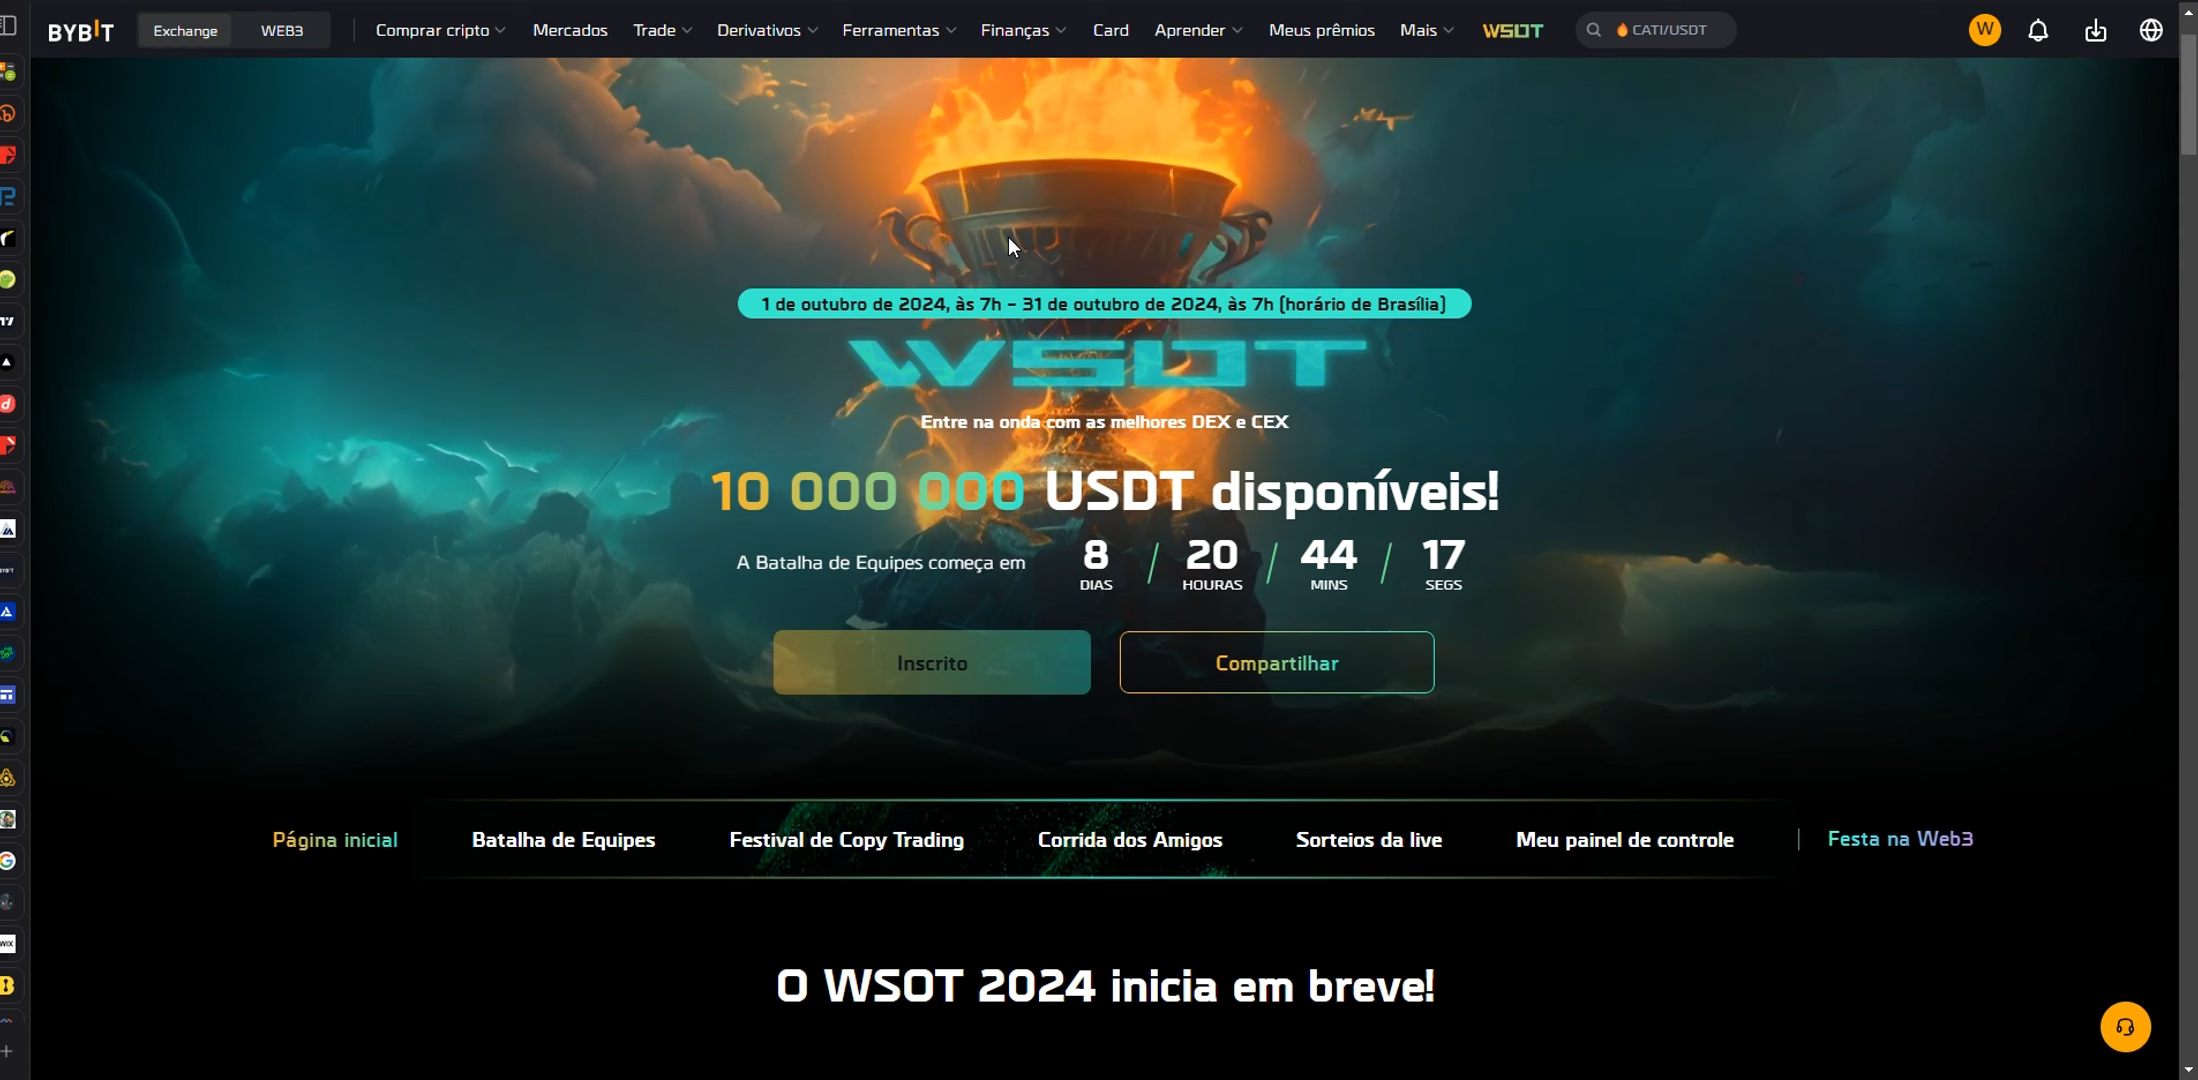 BYBIT Exchange WEB3 Comprar cripto Mercados Trade Derivativos Ferramentas Finanças Card Aprender Meus prêmios Mais WSOT CATI/USDT W
1 de outubro de 2024, às 7h – 31 de outubro de 2024, às 7h (horário de Brasília)
WSOT
Entre na onda com as melhores DEX e CEX
10 000 000 USDT disponíveis!
A Batalha de Equipes começa em 8 / 20 / 44 / 17
DIAS HOURAS MINS SEGS
Inscrito Compartilhar
Página inicial Batalha de Equipes Festival de Copy Trading Corrida dos Amigos Sorteios da live Meu painel de controle | Festa na Web3
O WSOT 2024 inicia em breve!